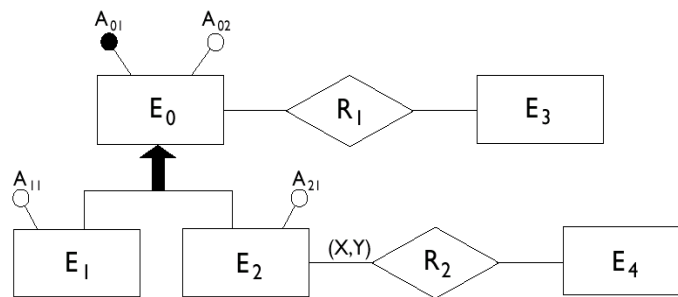 A₀₁ A₀₂
E₀ R₁ E₃
A₁₁ A₂₁
(X,Y)
E₁ E₂ R₂ E₄